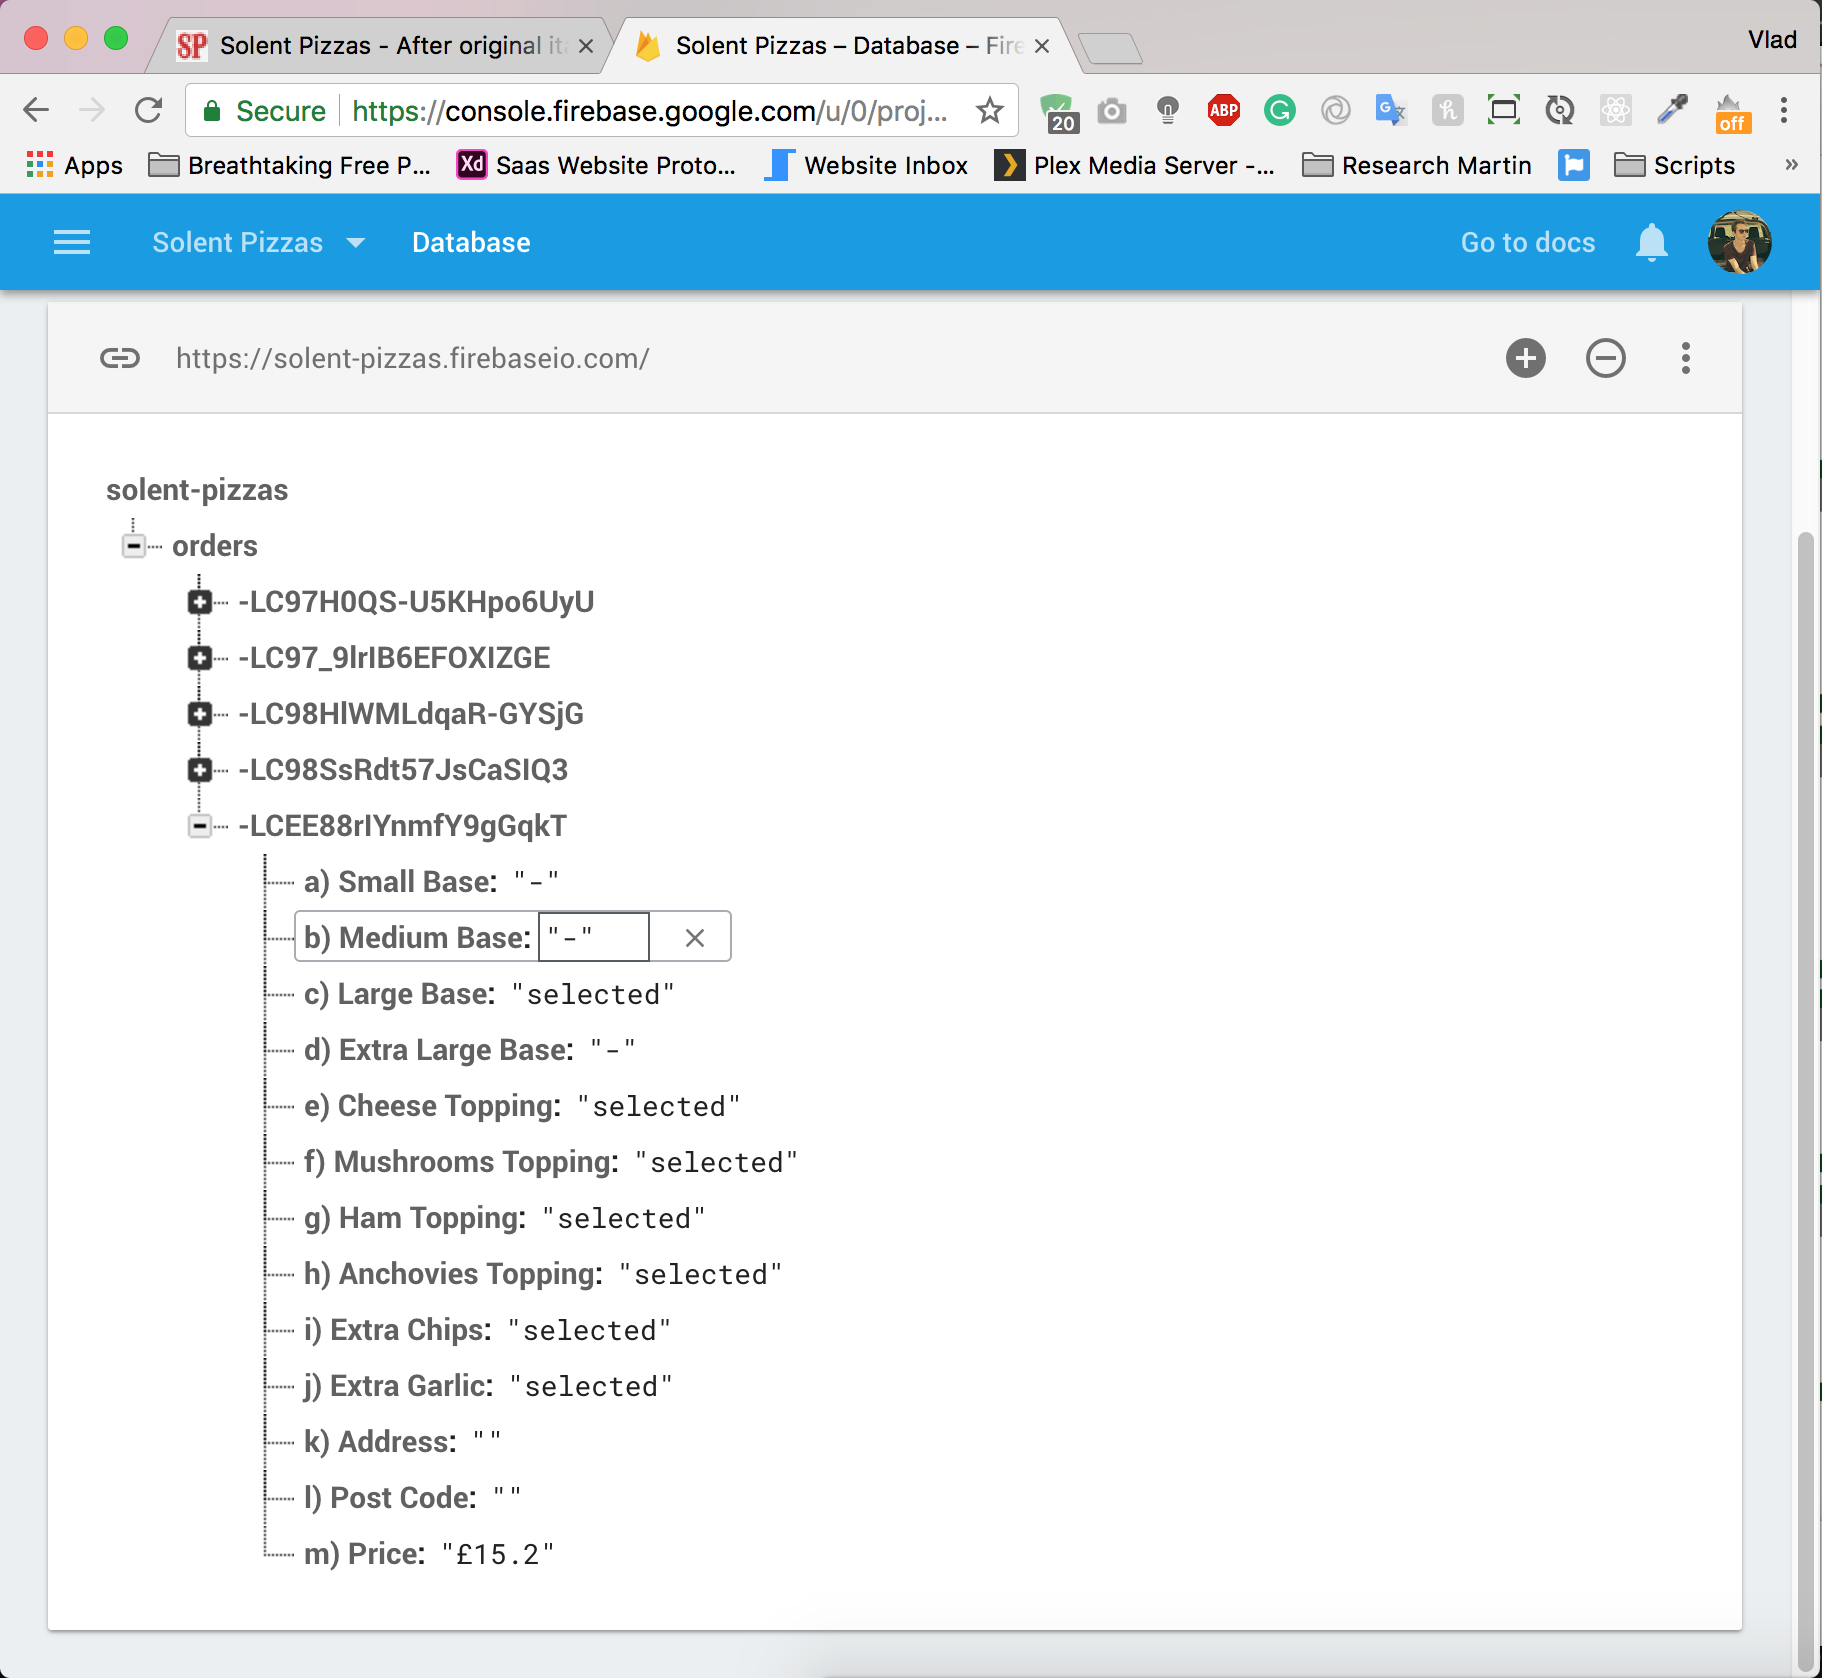 SP Solent Pizzas - After original it
Solent Pizzas – Database – Fire
Vlad
Secure https://console.firebase.google.com/u/0/proj...
20
ABP
off
Apps
Breathtaking Free P...
Xd Saas Website Proto...
Website Inbox
Plex Media Server -...
Research Martin
Scripts
»
Solent Pizzas
Database
Go to docs
https://solent-pizzas.firebaseio.com/
solent-pizzas
orders
-LC97H0QS-U5KHpo6UyU
-LC97_9lrIB6EFOXIZGE
-LC98HlWMLdqaR-GYSjG
-LC98SsRdt57JsCaSIQ3
-LCEE88rIYnmfY9gGqkT
a) Small Base: "-"
b) Medium Base: "-"
c) Large Base: "selected"
d) Extra Large Base: "-"
e) Cheese Topping: "selected"
f) Mushrooms Topping: "selected"
g) Ham Topping: "selected"
h) Anchovies Topping: "selected"
i) Extra Chips: "selected"
j) Extra Garlic: "selected"
k) Address: ""
l) Post Code: ""
m) Price: "£15.2"